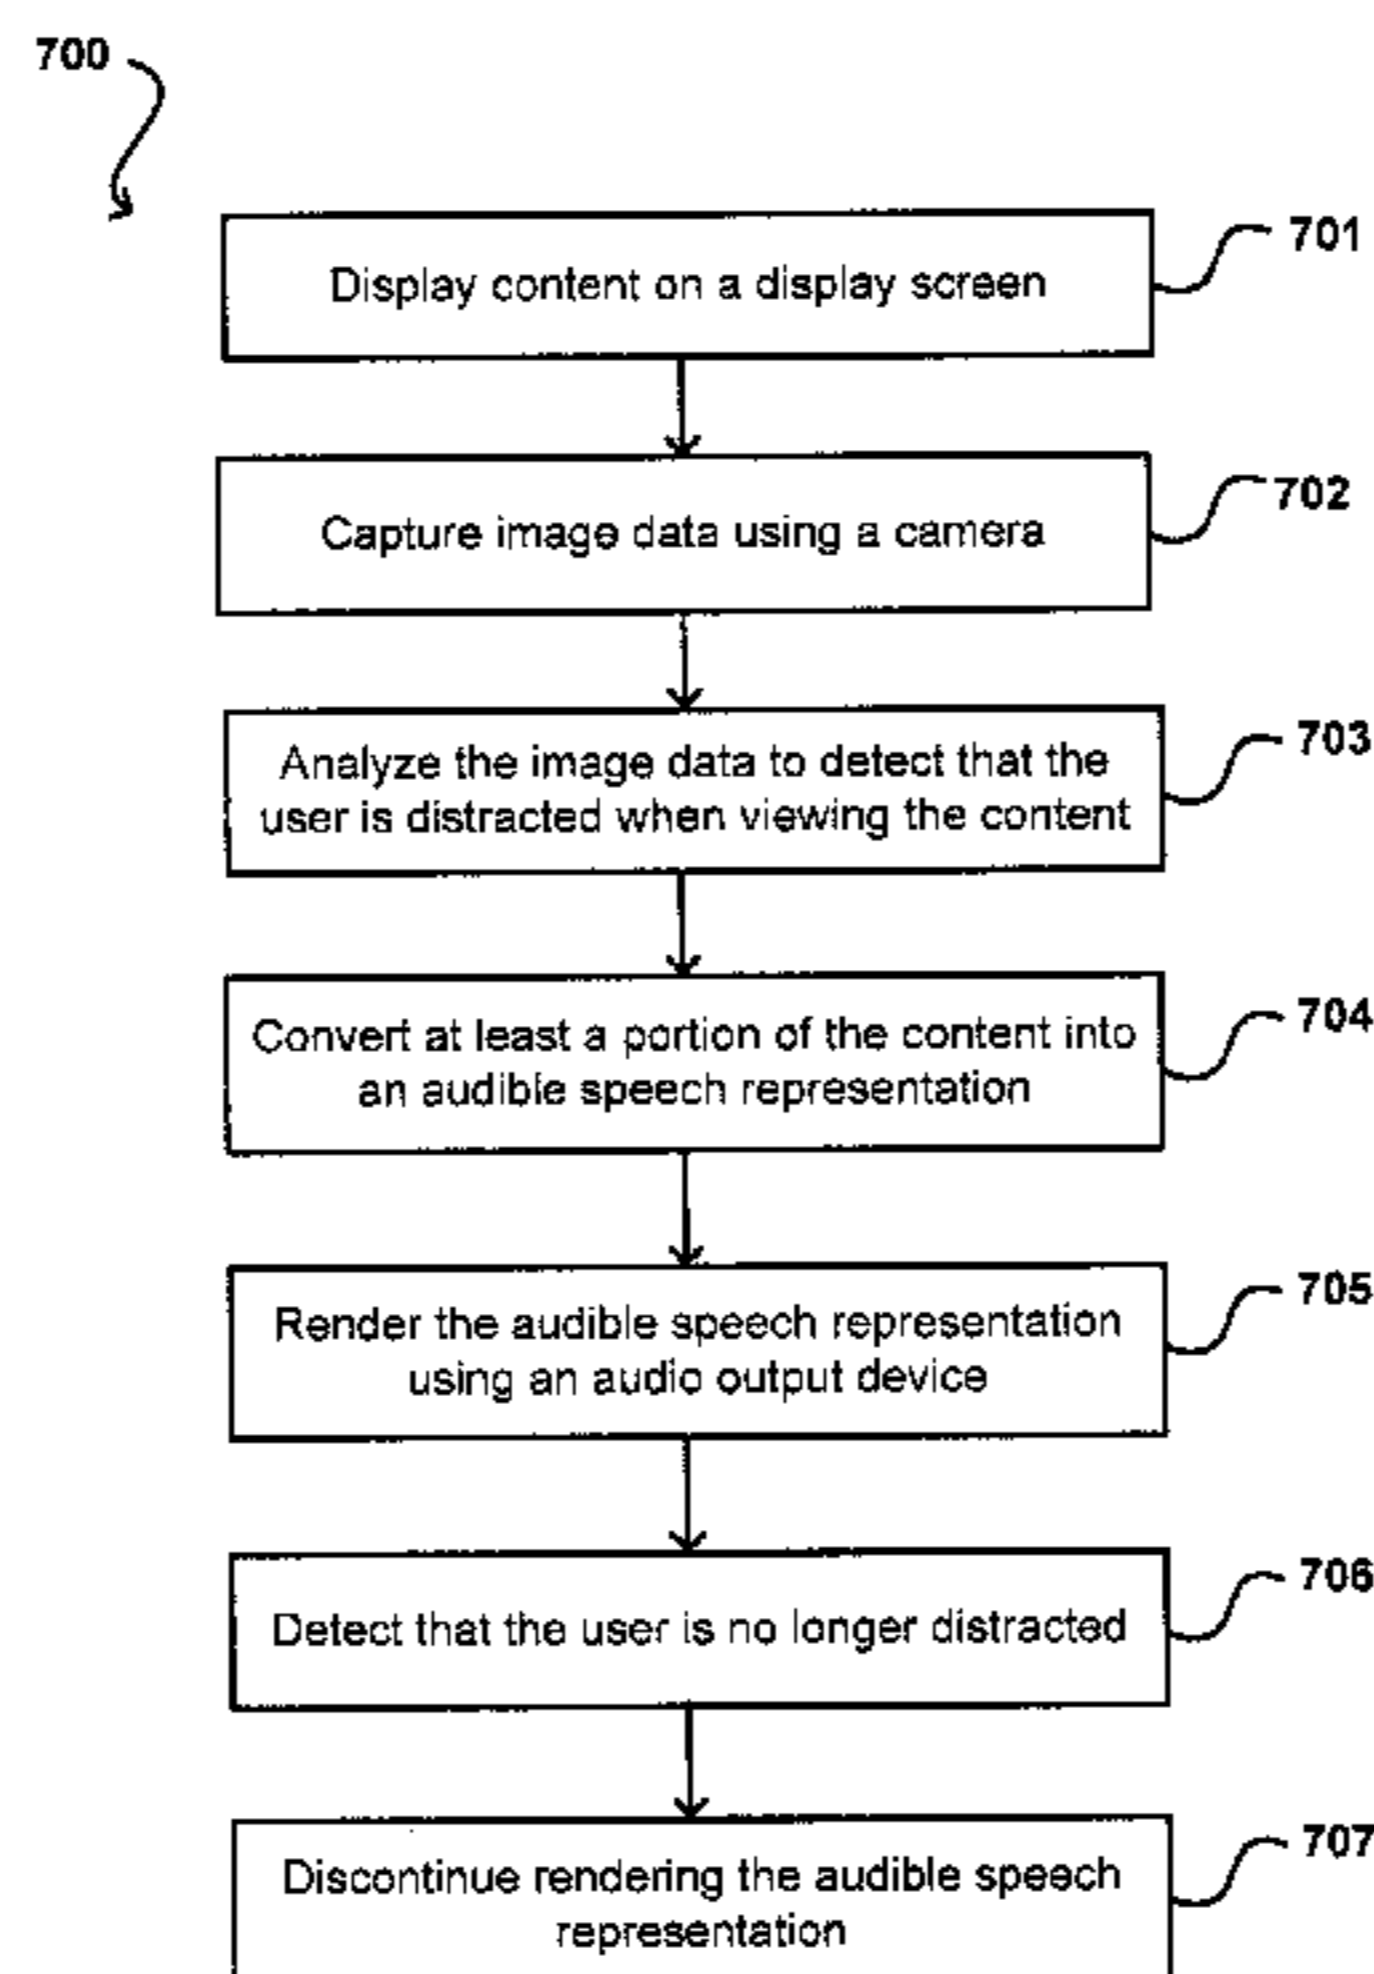 700
Display content on a display screen
701
Capture image data using a camera
702
Analyze the image data to detect that the
user is distracted when viewing the content
703
Convert at least a portion of the content into
an audible speech representation
704
Render the audible speech representation
using an audio output device
705
Detect that the user is no longer distracted
706
Discontinue rendering the audible speech
representation
707